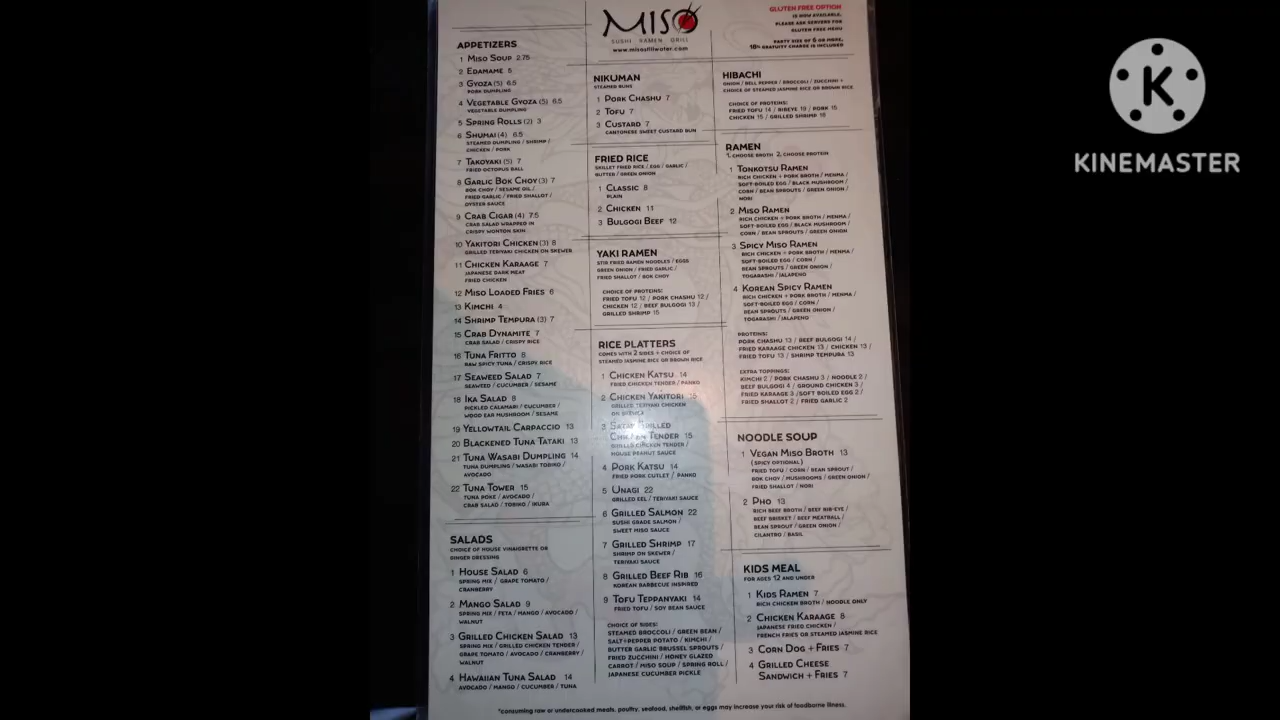 MISO
SUSHI RAMEN GRILL
www.misostillwater.com
GLUTEN FREE OPTION
IS NOW AVAILABLE,
PLEASE ASK SERVERS FOR
GLUTEN FREE MENU
PARTY SIZE OF 6 OR MORE,
18% GRATUITY CHARGE IS INCLUDED
APPETIZERS
1 MISO SOUP 2.75
2 EDAMAME 5
3 GYOZA (5) 6.5
PORK DUMPLING
4 VEGETABLE GYOZA (5) 6.5
VEGETABLE DUMPLING
5 SPRING ROLLS (2) 3
6 SHUMAI (4) 6.5
STEAMED DUMPLING / SHRIMP /
CHICKEN / PORK
7 TAKOYAKI (5) 7
FRIED OCTOPUS BALL
8 GARLIC BOK CHOY (3) 7
BOK CHOY / SESAME OIL /
FRIED GARLIC / FRIED SHALLOT /
OYSTER SAUCE
9 CRAB CIGAR (4) 7.5
CRAB SALAD WRAPPED IN
CRISPY WONTON SKIN
10 YAKITORI CHICKEN (3) 8
GRILLED TERIYAKI CHICKEN ON SKEWER
11 CHICKEN KARAAGE 7
JAPANESE DARK MEAT
FRIED CHICKEN
12 MISO LOADED FRIES 6
13 KIMCHI 4
14 SHRIMP TEMPURA (3) 7
15 CRAB DYNAMITE 7
CRAB SALAD / CRISPY RICE
16 TUNA FRITTO 8
RAW SPICY TUNA / CRISPY RICE
17 SEAWEED SALAD 7
SEAWEED / CUCUMBER / SESAME
18 IKA SALAD 8
PICKLED CALAMARI / CUCUMBER /
WOOD EAR MUSHROOM / SESAME
19 YELLOWTAIL CARPACCIO 13
20 BLACKENED TUNA TATAKI 13
21 TUNA WASABI DUMPLING 14
TUNA DUMPLING / WASABI TOBIKO /
AVOCADO
22 TUNA TOWER 15
TUNA POKE / AVOCADO /
CRAB SALAD / TOBIKO / IKURA
SALADS
CHOICE OF HOUSE VINAIGRETTE OR
GINGER DRESSING
1 HOUSE SALAD 6
SPRING MIX / GRAPE TOMATO /
CRANBERRY
2 MANGO SALAD 9
SPRING MIX / FETA / MANGO / AVOCADO /
WALNUT
3 GRILLED CHICKEN SALAD 13
SPRING MIX / GRILLED CHICKEN TENDER /
GRAPE TOMATO / AVOCADO / CRANBERRY /
WALNUT
4 HAWAIIAN TUNA SALAD 14
AVOCADO / MANGO / CUCUMBER / TUNA
NIKUMAN
STEAMED BUNS
1 PORK CHASHU 7
2 TOFU 7
3 CUSTARD 7
CANTONESE SWEET CUSTARD BUN
FRIED RICE
SKILLET FRIED RICE / EGG / GARLIC /
BUTTER / GREEN ONION
1 CLASSIC 8
PLAIN
2 CHICKEN 11
3 BULGOGI BEEF 12
YAKI RAMEN
STIR FRIED RAMEN NOODLES / EGGS
GREEN ONION / FRIED GARLIC /
FRIED SHALLOT / BOK CHOY
CHOICE OF PROTEINS:
FRIED TOFU 12 / PORK CHASHU 12 /
CHICKEN 12 / BEEF BULGOGI 13 /
GRILLED SHRIMP 15
RICE PLATTERS
COMES WITH 2 SIDES + CHOICE OF
STEAMED JASMINE RICE OR BROWN RICE
1 CHICKEN KATSU 14
FRIED CHICKEN TENDER / PANKO
2 CHICKEN YAKITORI 15
GRILLED TERIYAKI CHICKEN
ON SKEWER
3 SATAY GRILLED
CHICKEN TENDER 15
GRILLED CHICKEN TENDER /
HOUSE PEANUT SAUCE
4 PORK KATSU 14
FRIED PORK CUTLET / PANKO
5 UNAGI 22
GRILLED EEL / TERIYAKI SAUCE
6 GRILLED SALMON 22
SUSHI GRADE SALMON /
SWEET MISO SAUCE
7 GRILLED SHRIMP 17
SHRIMP ON SKEWER /
TERIYAKI SAUCE
8 GRILLED BEEF RIB 16
KOREAN BARBECUE INSPIRED
9 TOFU TEPPANYAKI 14
FRIED TOFU / SOY BEAN SAUCE
CHOICE OF SIDES:
STEAMED BROCCOLI / GREEN BEAN /
SALT+PEPPER POTATO / KIMCHI /
BUTTER GARLIC BRUSSEL SPROUTS /
FRIED ZUCCHINI / HONEY GLAZED
CARROT / MISO SOUP / SPRING ROLL /
JAPANESE CUCUMBER PICKLE
HIBACHI
ONION / BELL PEPPER / BROCCOLI / ZUCCHINI +
CHOICE OF STEAMED JASMINE RICE OR BROWN RICE
CHOICE OF PROTEINS:
FRIED TOFU 14 / RIBEYE 19 / PORK 15
CHICKEN 15 / GRILLED SHRIMP 16
RAMEN
1. CHOOSE BROTH 2. CHOOSE PROTEIN
1 TONKOTSU RAMEN
RICH CHICKEN + PORK BROTH / MENMA /
SOFT-BOILED EGG / BLACK MUSHROOM /
CORN / BEAN SPROUTS / GREEN ONION /
NORI
2 MISO RAMEN
RICH CHICKEN + PORK BROTH / MENMA /
SOFT-BOILED EGG / BLACK MUSHROOM /
CORN / BEAN SPROUTS / GREEN ONION
3 SPICY MISO RAMEN
RICH CHICKEN + PORK BROTH / MENMA /
SOFT-BOILED EGG / CORN /
BEAN SPROUTS / GREEN ONION /
TOGARASHI / JALAPENO
4 KOREAN SPICY RAMEN
RICH CHICKEN + PORK BROTH / MENMA /
SOFT-BOILED EGG / CORN /
BEAN SPROUTS / GREEN ONION /
TOGARASHI / JALAPENO
PROTEINS:
PORK CHASHU 13 / BEEF BULGOGI 14 /
FRIED KARAAGE CHICKEN 13 / CHICKEN 13 /
FRIED TOFU 13 / SHRIMP TEMPURA 13
EXTRA TOPPINGS:
KIMCHI 2 / PORK CHASHU 3 / NOODLE 2 /
BEEF BULGOGI 4 / GROUND CHICKEN 3 /
FRIED KARAAGE 3 / SOFT BOILED EGG 2 /
FRIED SHALLOT 2 / FRIED GARLIC 2
NOODLE SOUP
1 VEGAN MISO BROTH 13
(SPICY OPTIONAL)
FRIED TOFU / CORN / BEAN SPROUT /
BOK CHOY / MUSHROOMS / GREEN ONION /
FRIED SHALLOT / NORI
2 PHO 13
RICH BEEF BROTH / BEEF RIB-EYE /
BEEF BRISKET / BEEF MEATBALL /
BEAN SPROUT / GREEN ONION /
CILANTRO / BASIL
KIDS MEAL
FOR AGES 12 AND UNDER
1 KIDS RAMEN 7
RICH CHICKEN BROTH / NOODLE ONLY
2 CHICKEN KARAAGE 8
JAPANESE FRIED CHICKEN /
FRENCH FRIES OR STEAMED JASMINE RICE
3 CORN DOG + FRIES 7
4 GRILLED CHEESE
SANDWICH + FRIES 7
*consuming raw or undercooked meats, poultry, seafood, shellfish, or eggs may increase your risk of foodborne illness.
K
KINEMASTER